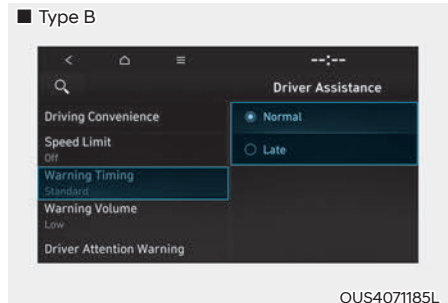 ■ Type B
--:--
Driver Assistance
Driving Convenience
Normal
Speed Limit
Off
Late
Warning Timing
Standard
Warning Volume
Low
Driver Attention Warning
OUS4071185L